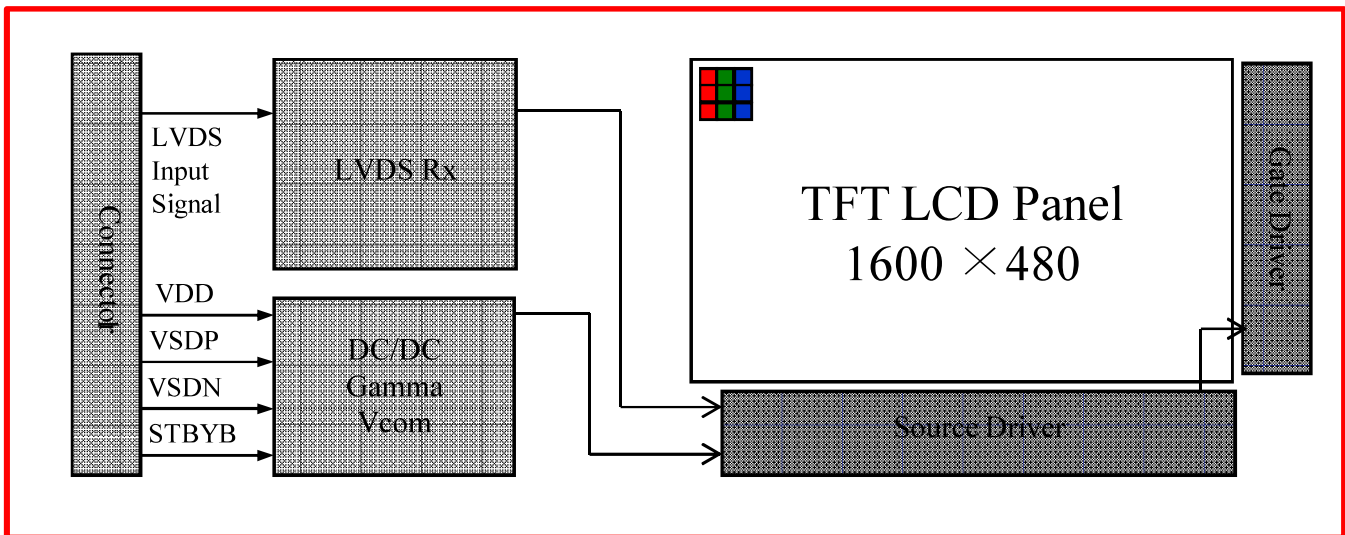 Connector
LVDS
Input
Signal
VDD
VSDP
VSDN
STBYB
LVDS Rx
DC/DC
Gamma
Vcom
TFT LCD Panel
1600 ×480
Source Driver
Gate Driver